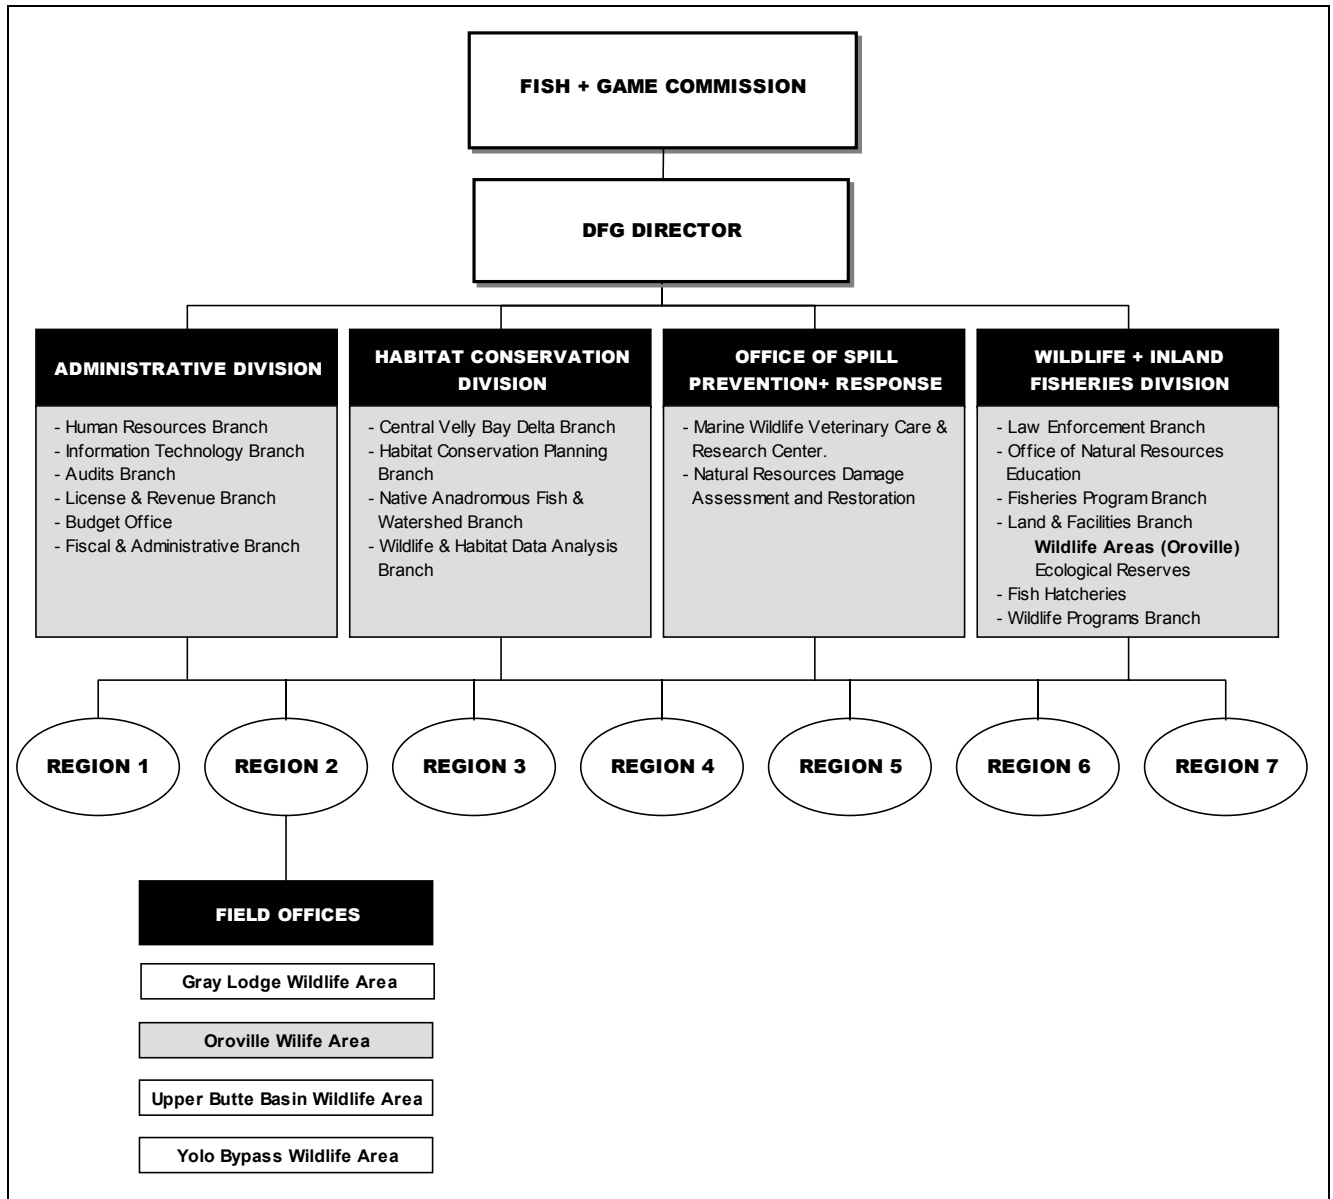 FISH + GAME COMMISSION
DFG DIRECTOR
ADMINISTRATIVE DIVISION
- Human Resources Branch
- Information Technology Branch
- Audits Branch
- License & Revenue Branch
- Budget Office
- Fiscal & Administrative Branch
HABITAT CONSERVATION
DIVISION
- Central Velly Bay Delta Branch
- Habitat Conservation Planning
Branch
- Native Anadromous Fish &
Watershed Branch
- Wildlife & Habitat Data Analysis
Branch
OFFICE OF SPILL
PREVENTION+ RESPONSE
- Marine Wildlife Veterinary Care &
Research Center.
- Natural Resources Damage
Assessment and Restoration
WILDLIFE + INLAND
FISHERIES DIVISION
- Law Enforcement Branch
- Office of Natural Resources
Education
- Fisheries Program Branch
- Land & Facilities Branch
Wildlife Areas (Oroville)
Ecological Reserves
- Fish Hatcheries
- Wildlife Programs Branch
REGION 1
REGION 2
REGION 3
REGION 4
REGION 5
REGION 6
REGION 7
FIELD OFFICES
Gray Lodge Wildlife Area
Oroville Wilife Area
Upper Butte Basin Wildlife Area
Yolo Bypass Wildlife Area